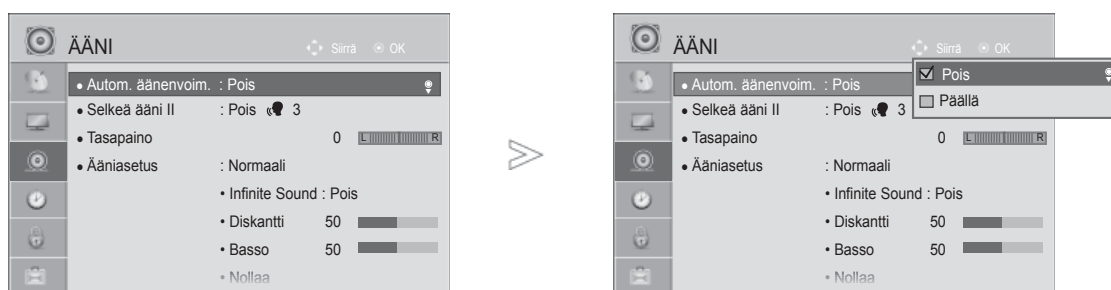 ÄÄNI
Siirrä OK
• Autom. äänenvoim. : Pois
• Selkeä ääni II : Pois 3
• Tasapaino 0 L R
• Ääniasetus : Normaali
• Infinite Sound : Pois
• Diskantti 50
• Basso 50
• Nollaa
ÄÄNI
Siirrä OK
• Autom. äänenvoim. : Pois
Pois
Päällä
• Selkeä ääni II : Pois 3
• Tasapaino 0 L R
• Ääniasetus : Normaali
• Infinite Sound : Pois
• Diskantti 50
• Basso 50
• Nollaa